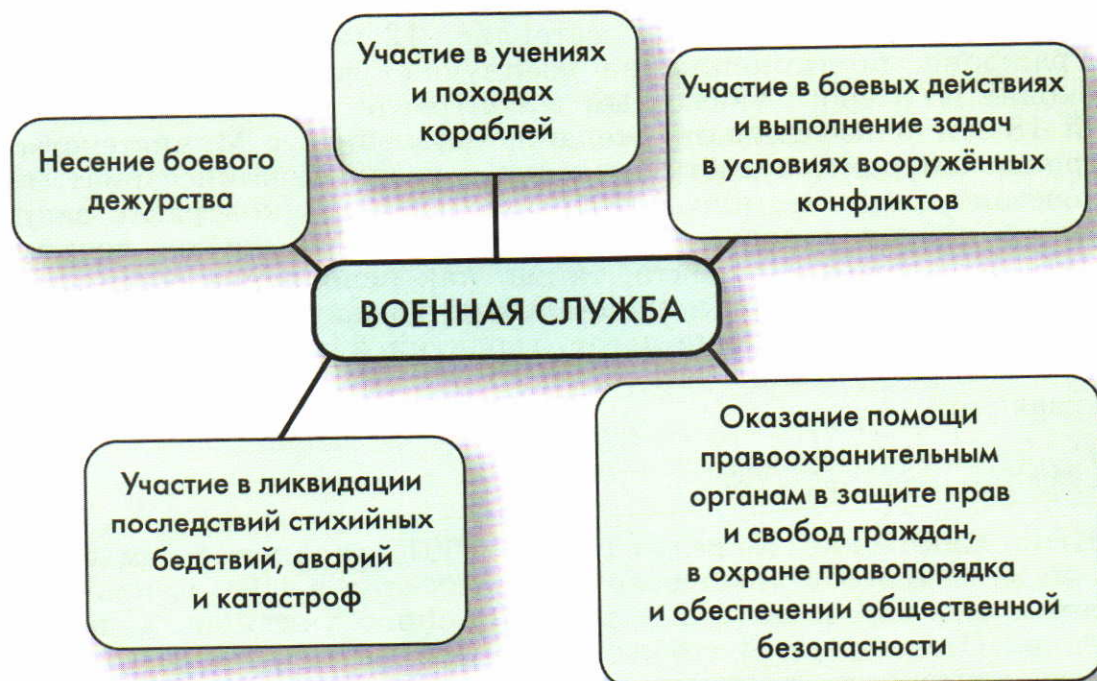 Участие в учениях
и походах
кораблей
Участие в боевых действиях
и выполнение задач
в условиях вооружённых
конфликтов
Несение боевого
дежурства
ВОЕННАЯ СЛУЖБА
Участие в ликвидации
последствий стихийных
бедствий, аварий
и катастроф
Оказание помощи
правоохранительным
органам в защите прав
и свобод граждан,
в охране правопорядка
и обеспечении общественной
безопасности